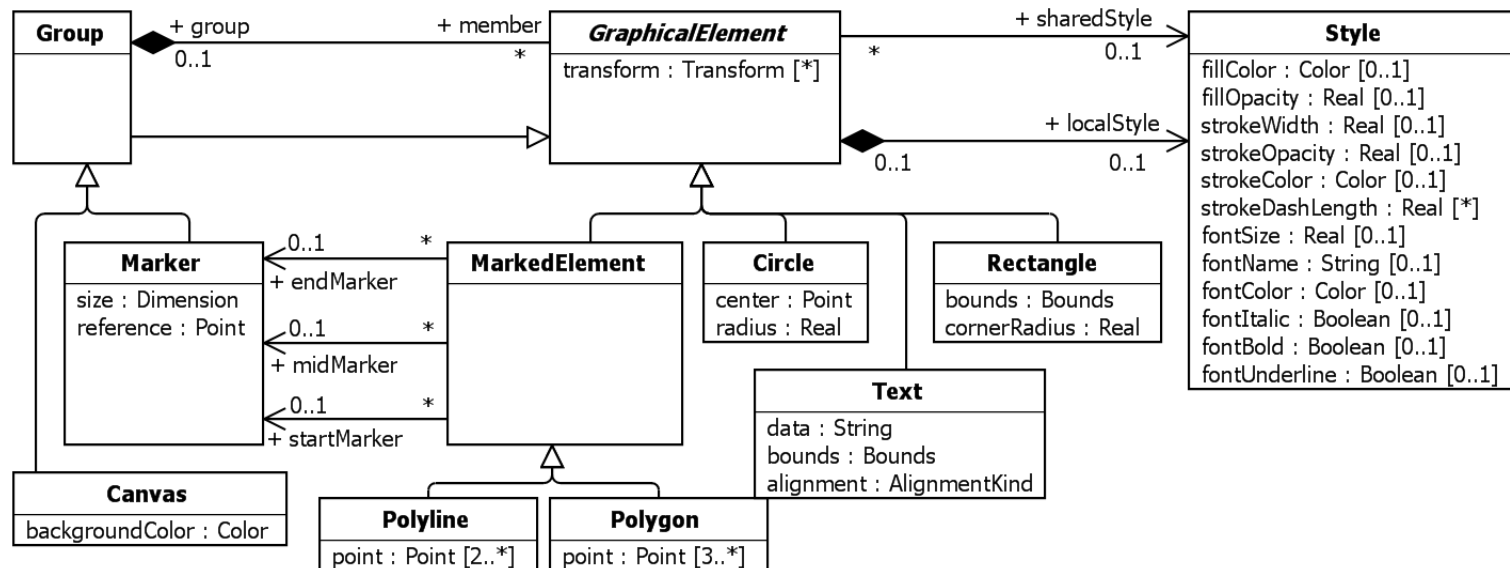 Group
+ group
0..1
+ member
*
GraphicalElement
transform : Transform [*]
+ sharedStyle
*
0..1
+ localStyle
0..1
0..1
Style
fillColor : Color [0..1]
fillOpacity : Real [0..1]
strokeWidth : Real [0..1]
strokeOpacity : Real [0..1]
strokeColor : Color [0..1]
strokeDashLength : Real [*]
fontSize : Real [0..1]
fontName : String [0..1]
fontColor : Color [0..1]
fontItalic : Boolean [0..1]
fontBold : Boolean [0..1]
fontUnderline : Boolean [0..1]
Marker
size : Dimension
reference : Point
0..1
*
+ endMarker
0..1
*
+ midMarker
0..1
*
+ startMarker
MarkedElement
Circle
center : Point
radius : Real
Rectangle
bounds : Bounds
cornerRadius : Real
Text
data : String
bounds : Bounds
alignment : AlignmentKind
Canvas
backgroundColor : Color
Polyline
point : Point [2..*]
Polygon
point : Point [3..*]